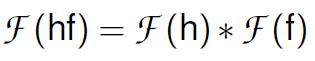 ℱ(hf) = ℱ(h) ∗ ℱ(f)